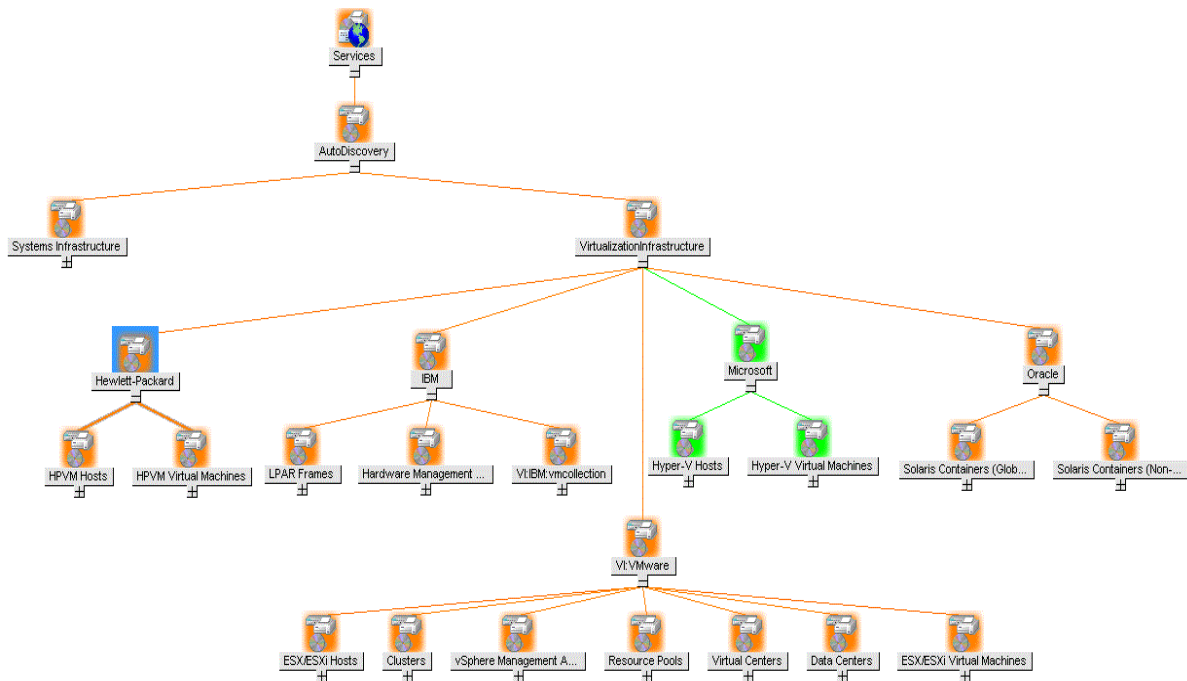 Services
AutoDiscovery
Systems Infrastructure
VirtualizationInfrastructure
Hewlett-Packard
IBM
Microsoft
Oracle
HPVM Hosts
HPVM Virtual Machines
LPAR Frames
Hardware Management ...
VI:IBM:vmcollection
Hyper-V Hosts
Hyper-V Virtual Machines
Solaris Containers (Glob...
Solaris Containers (Non-...
VI:VMware
ESX/ESXi Hosts
Clusters
vSphere Management A...
Resource Pools
Virtual Centers
Data Centers
ESX/ESXi Virtual Machines